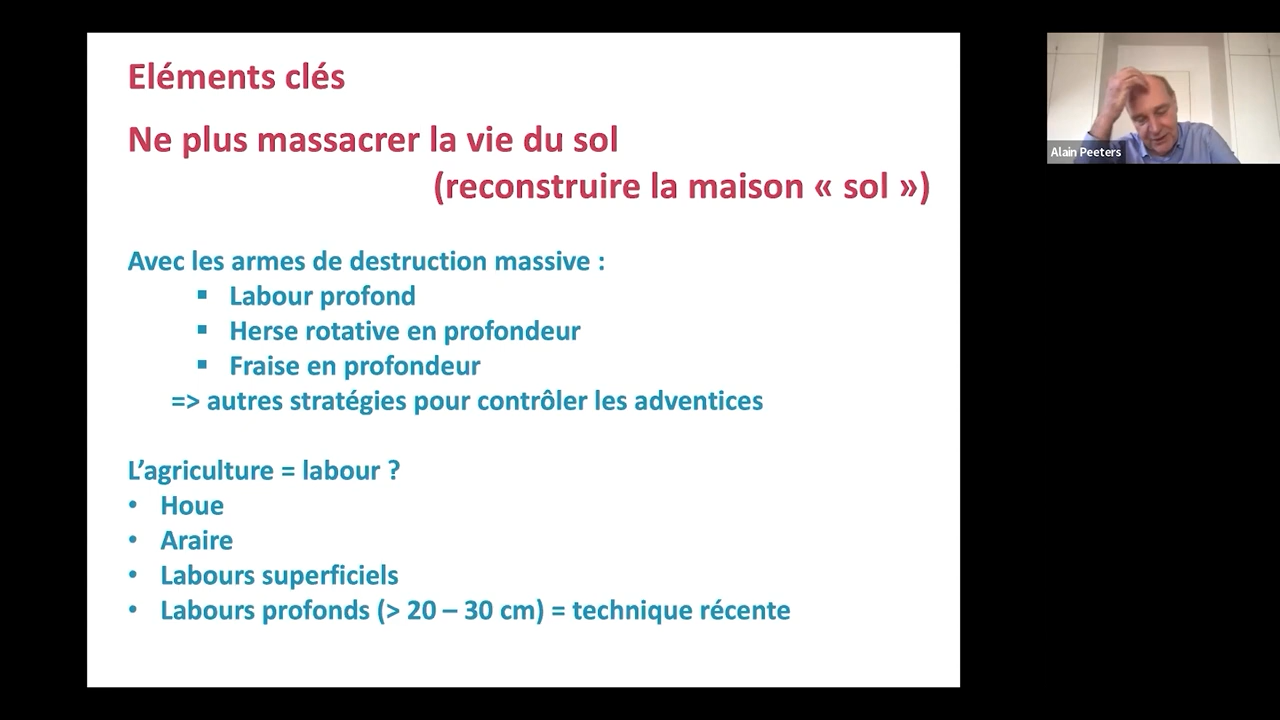 Eléments clés
Ne plus massacrer la vie du sol
(reconstruire la maison « sol »)
Avec les armes de destruction massive :
▪ Labour profond
▪ Herse rotative en profondeur
▪ Fraise en profondeur
=> autres stratégies pour contrôler les adventices
L’agriculture = labour ?
• Houe
• Araire
• Labours superficiels
• Labours profonds (> 20 – 30 cm) = technique récente
Alain Peeters